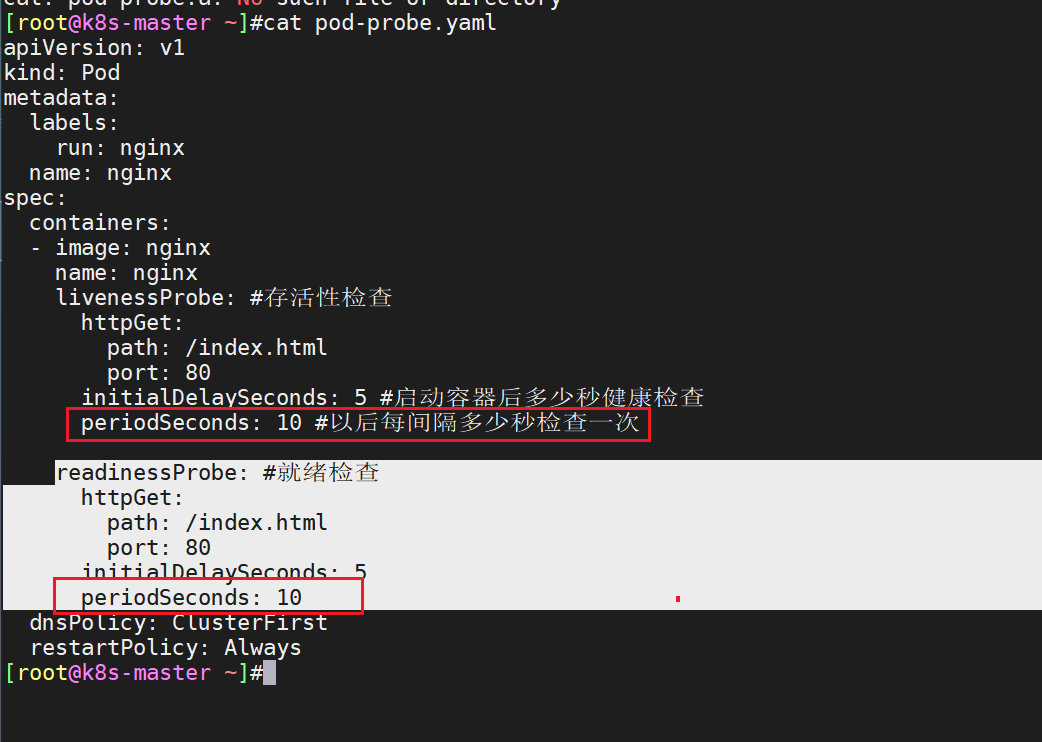 cat: pod-probe.a: No such file or directory
[root@k8s-master ~]#cat pod-probe.yaml
apiVersion: v1
kind: Pod
metadata:
  labels:
    run: nginx
  name: nginx
spec:
  containers:
  - image: nginx
    name: nginx
    livenessProbe: #存活性检查
      httpGet:
        path: /index.html
        port: 80
      initialDelaySeconds: 5 #启动容器后多少秒健康检查
      periodSeconds: 10 #以后每间隔多少秒检查一次
    readinessProbe: #就绪检查
      httpGet:
        path: /index.html
        port: 80
      initialDelaySeconds: 5
      periodSeconds: 10
  dnsPolicy: ClusterFirst
  restartPolicy: Always
[root@k8s-master ~]#